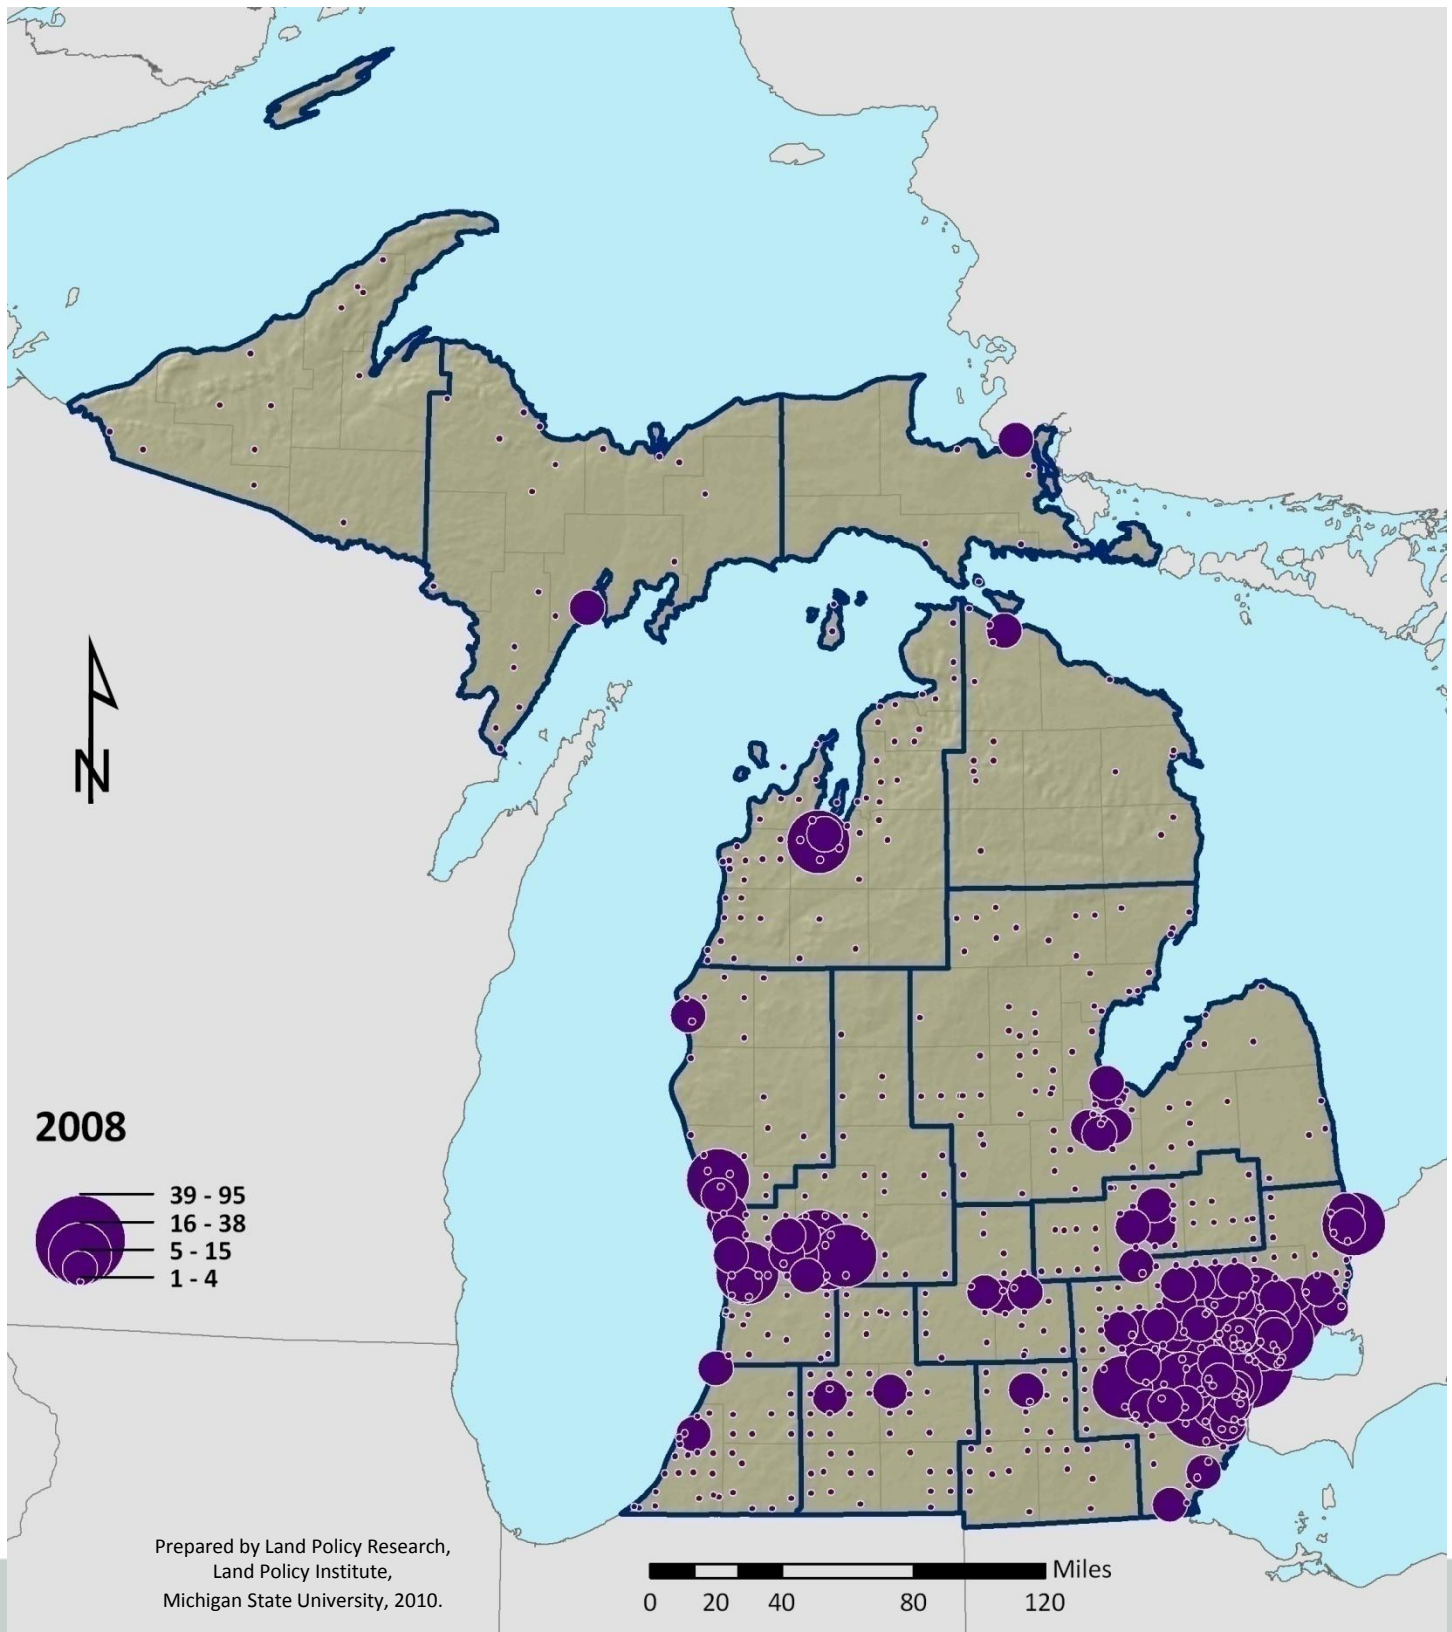 N
2008
39 - 95
16 - 38
5 - 15
1 - 4
Prepared by Land Policy Research,
Land Policy Institute,
Michigan State University, 2010.
Miles
0 20 40 80 120